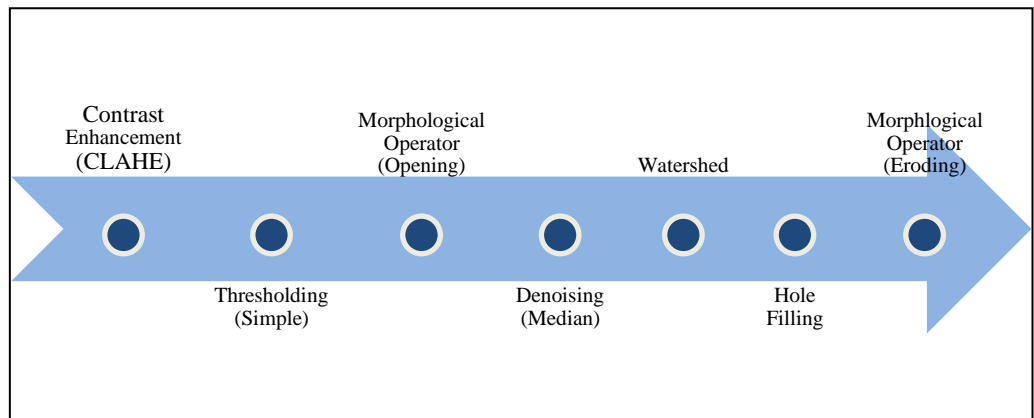 Contrast
Enhancement
(CLAHE)
Thresholding
(Simple)
Morphological
Operator
(Opening)
Denoising
(Median)
Watershed
Hole
Filling
Morphlogical
Operator
(Eroding)